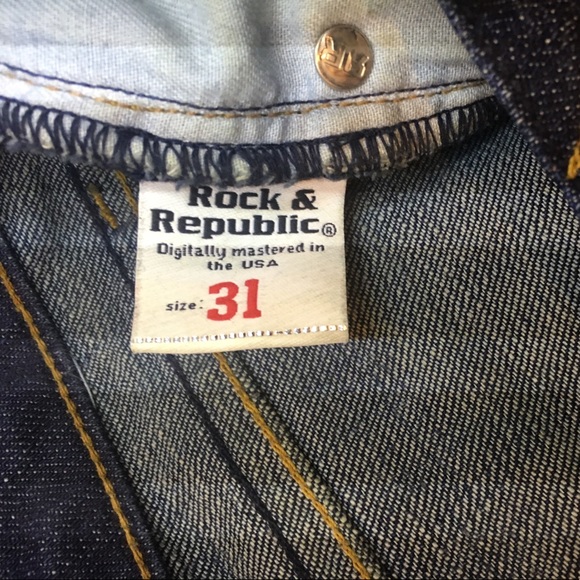 Rock &
Republic®
Digitally mastered in
the USA
size: 31